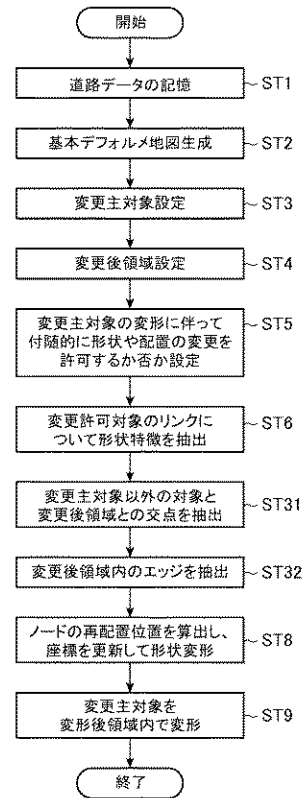 開始
道路データの記憶
ST1
基本デフォルメ地図生成
ST2
変更主対象設定
ST3
変更後領域設定
ST4
変更主対象の変形に伴って
付随的に形状や配置の変更を
許可するか否か設定
ST5
変更許可対象のリンクに
ついて形状特徴を抽出
ST6
変更主対象以外の対象と
変更後領域との交点を抽出
ST31
変更後領域内のエッジを抽出
ST32
ノードの再配置位置を算出し、
座標を更新して形状変形
ST8
変更主対象を
変形後領域内で変形
ST9
終了